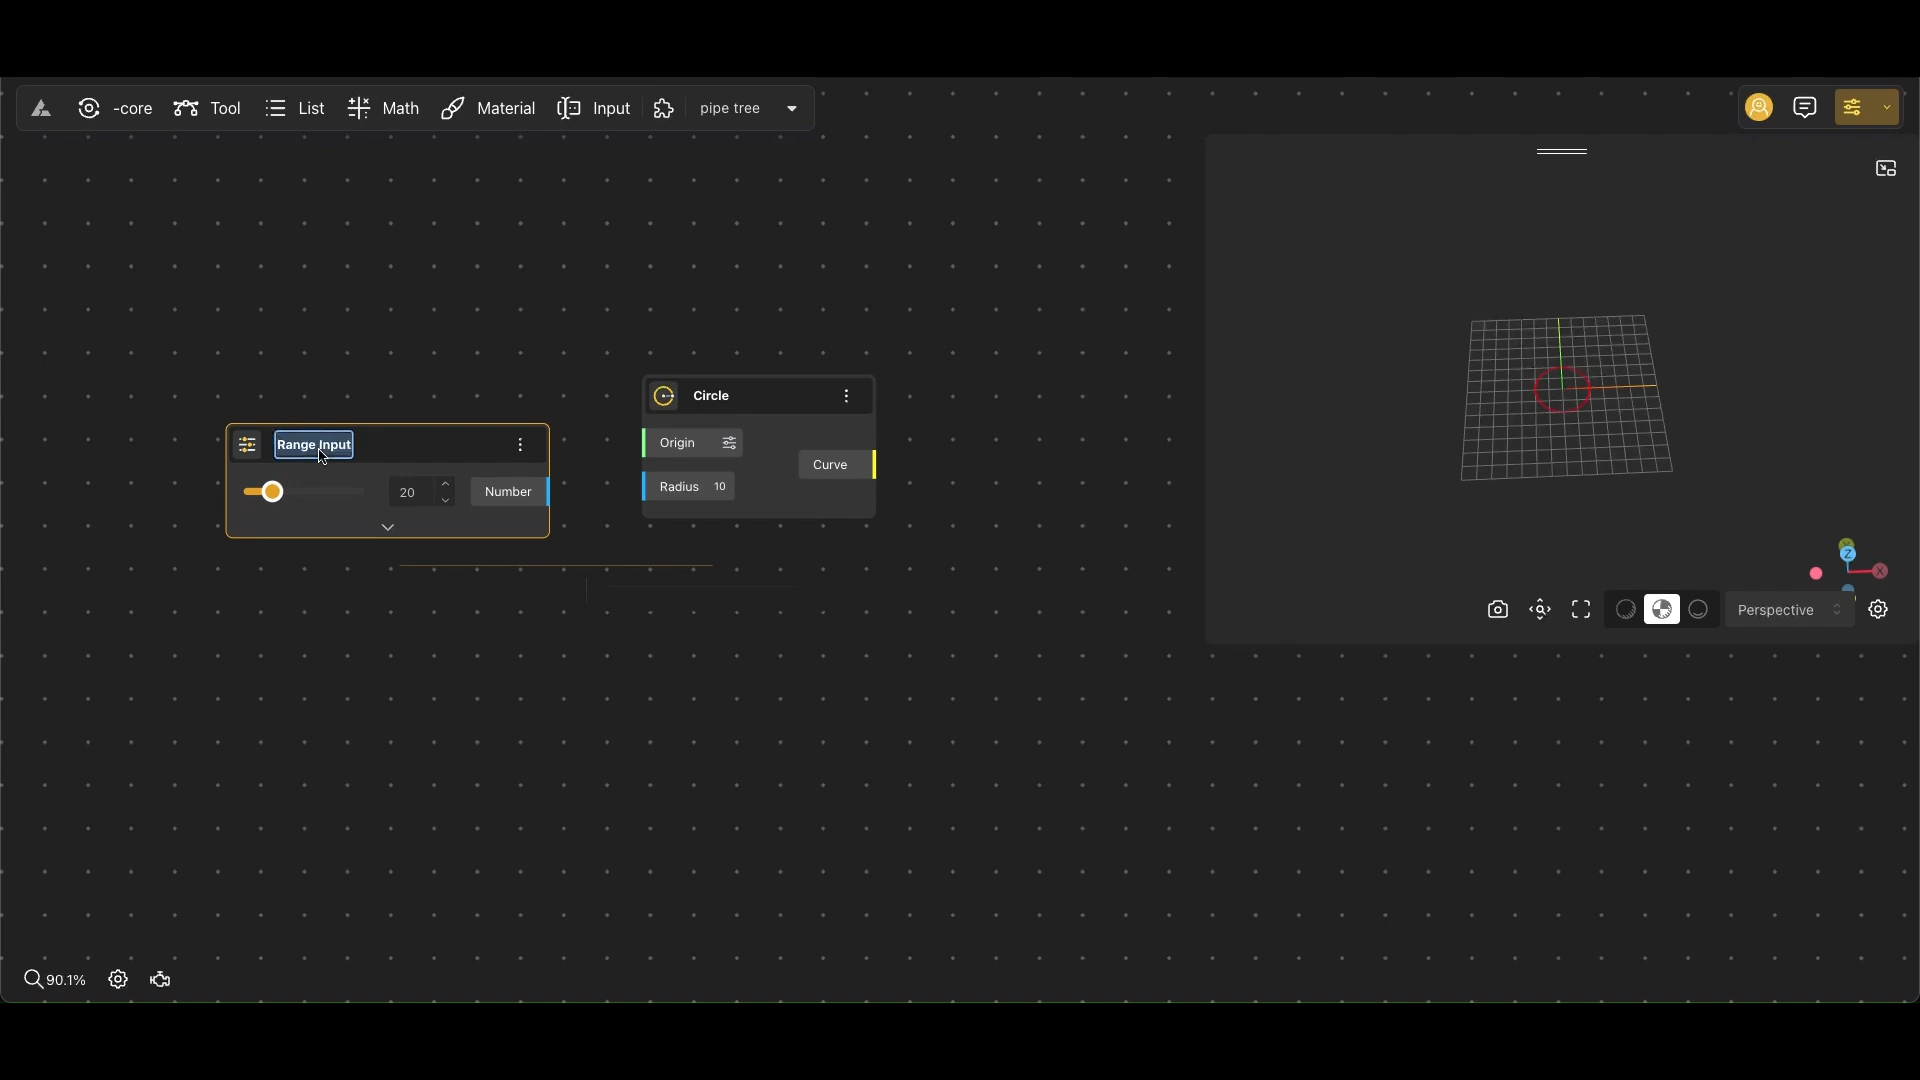 -core Tool List Math Material Input pipe tree
Circle
Origin
Curve
Radius 10
Range Input
20 Number
Z
X
Perspective
90.1%